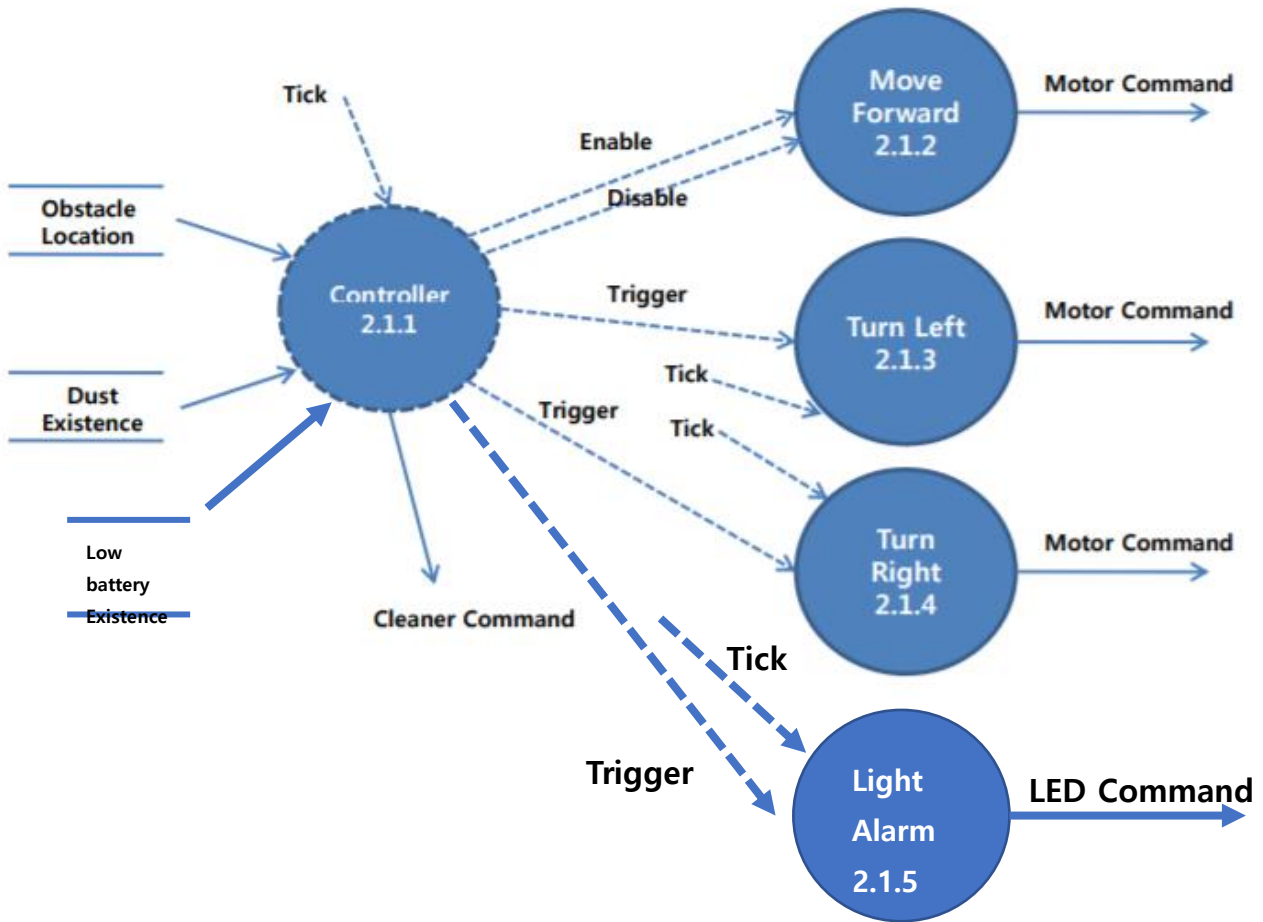 Tick
Move
Forward
2.1.2
Motor Command
Enable
Disable
Obstacle
Location
Controller
2.1.1
Trigger
Turn Left
2.1.3
Motor Command
Tick
Dust
Existence
Trigger
Tick
Turn
Right
2.1.4
Motor Command
Low
battery
Existence
Cleaner Command
Tick
Trigger
Light
Alarm
2.1.5
LED Command